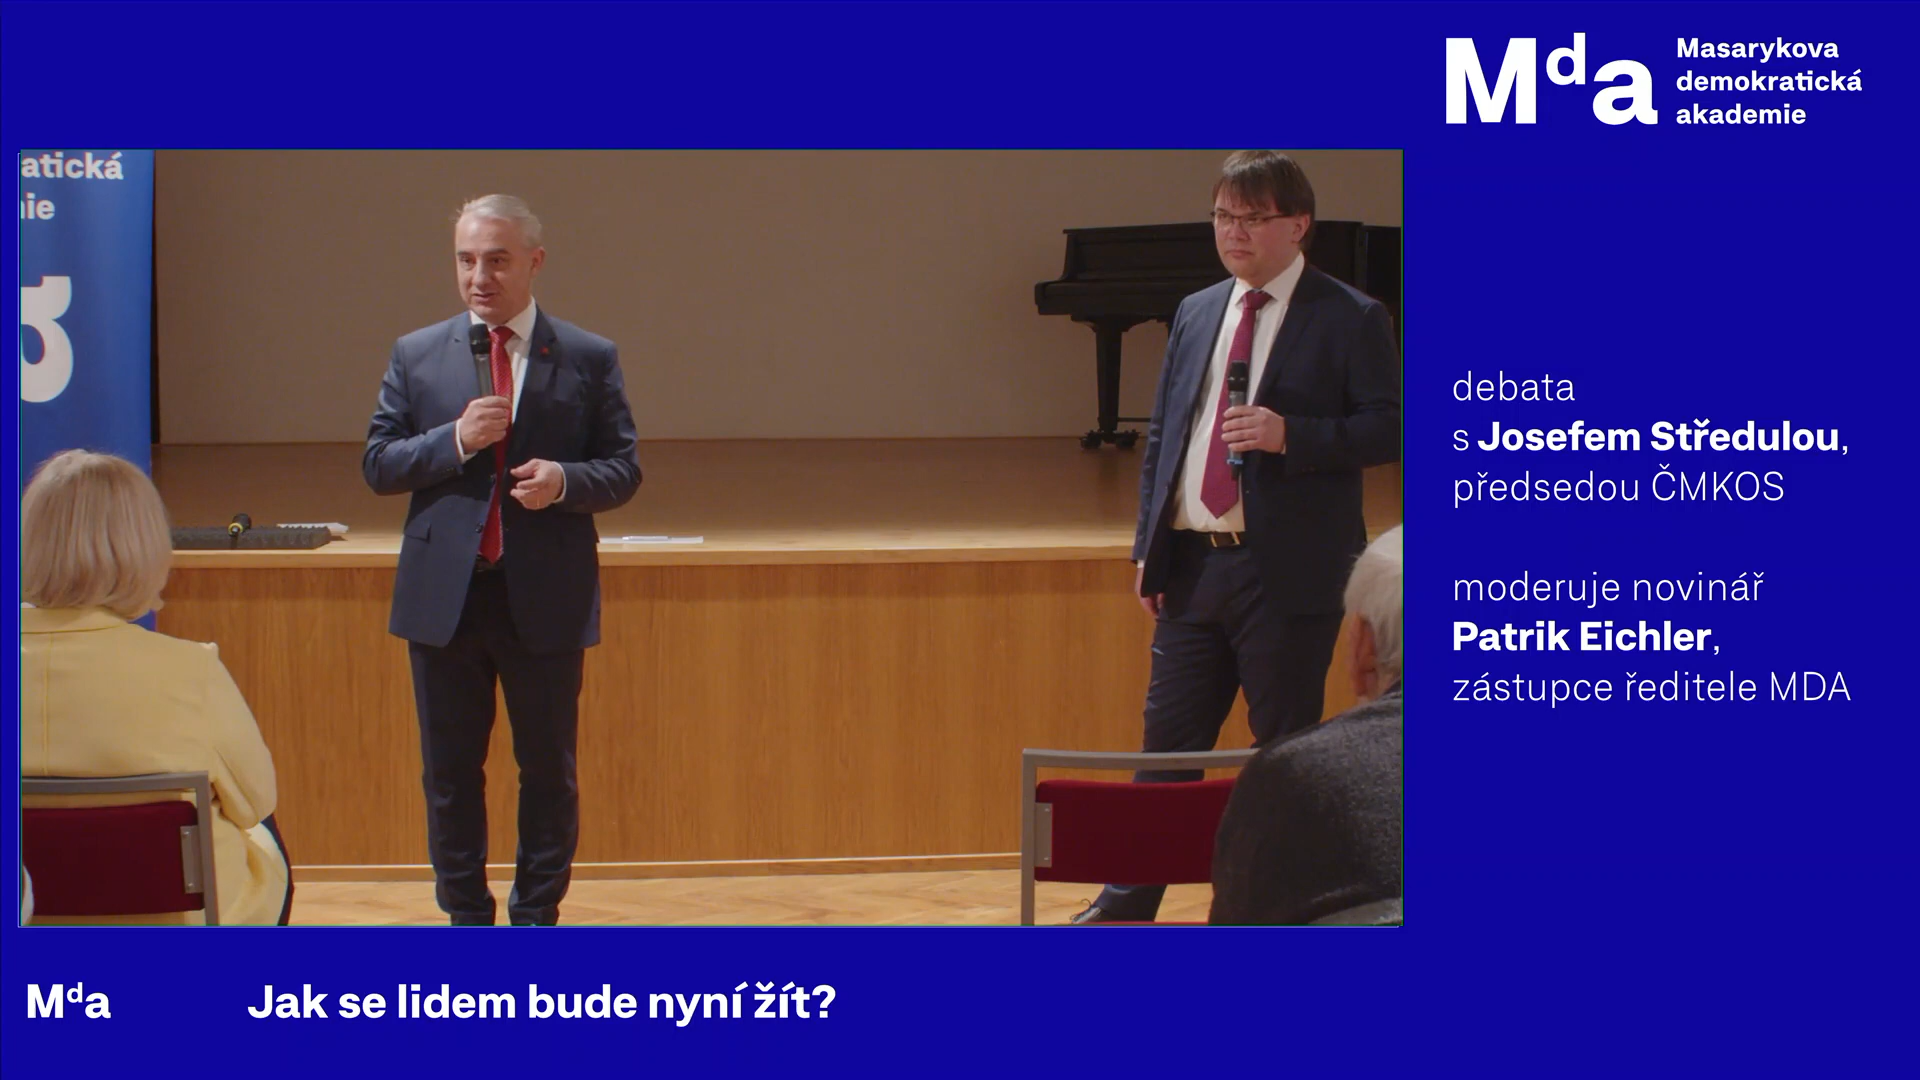 Mda
Masarykova
demokratická
akademie
atická
nie
debata
s Josefem Středulou,
předsedou ČMKOS
moderuje novinář
Patrik Eichler,
zástupce ředitele MDA
Mda
Jak se lidem bude nyní žít?